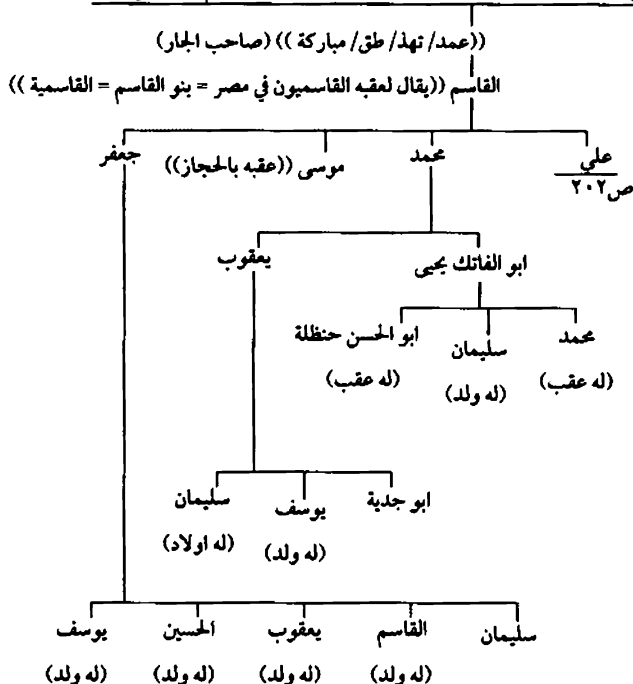 ((عمد/ تهذ/ طق/ مباركة)) (صاحب الجار)
القاسم ((يقال لعقبه القاسميون في مصر = بنو القاسم = القاسمية))
علي
ص٢٠٢
محمد
موسى ((عقبه بالحجاز))
جعفر
ابو الفاتك يحيى
يعقوب
محمد
(له عقب)
سليمان
(له ولد)
ابو الحسن حنظلة
(له عقب)
ابو جدية
يوسف
(له ولد)
سليمان
(له اولاد)
سليمان
القاسم
(له ولد)
يعقوب
(له ولد)
الحسين
(له ولد)
يوسف
(له ولد)